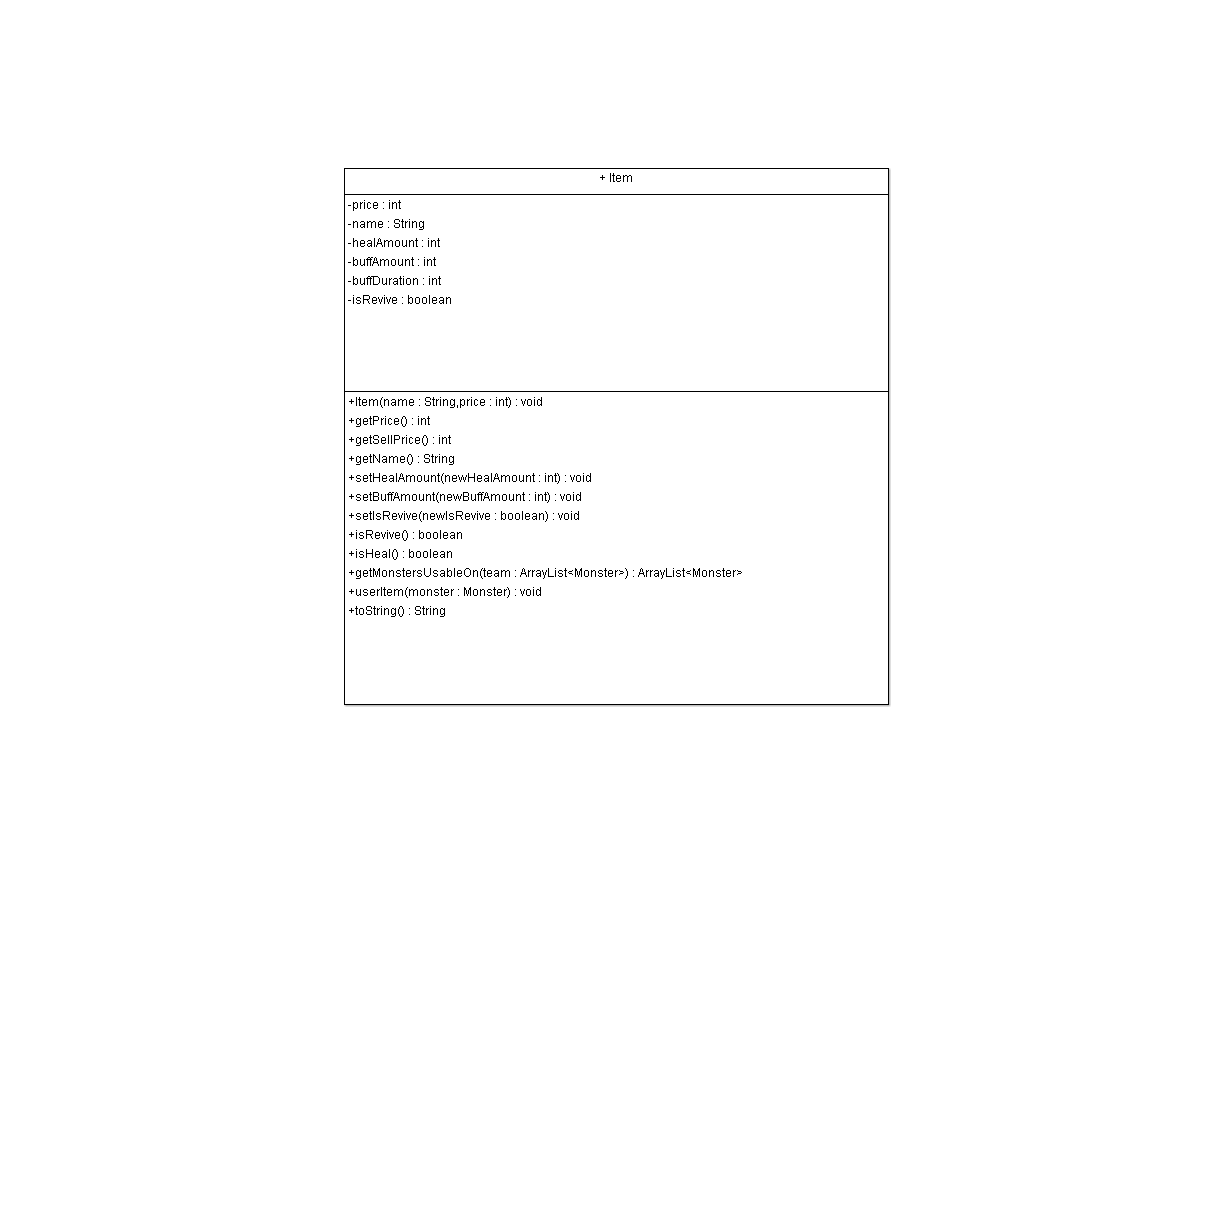 + Item
-price : int
-name : String
-healAmount : int
-buffAmount : int
-buffDuration : int
-isRevive : boolean
+Item(name : String,price : int) : void
+getPrice() : int
+getSellPrice() : int
+getName() : String
+setHealAmount(newHealAmount : int) : void
+setBuffAmount(newBuffAmount : int) : void
+setIsRevive(newIsRevive : boolean) : void
+isRevive() : boolean
+isHeal() : boolean
+getMonstersUsableOn(team : ArrayList<Monster>) : ArrayList<Monster>
+userItem(monster : Monster) : void
+toString() : String